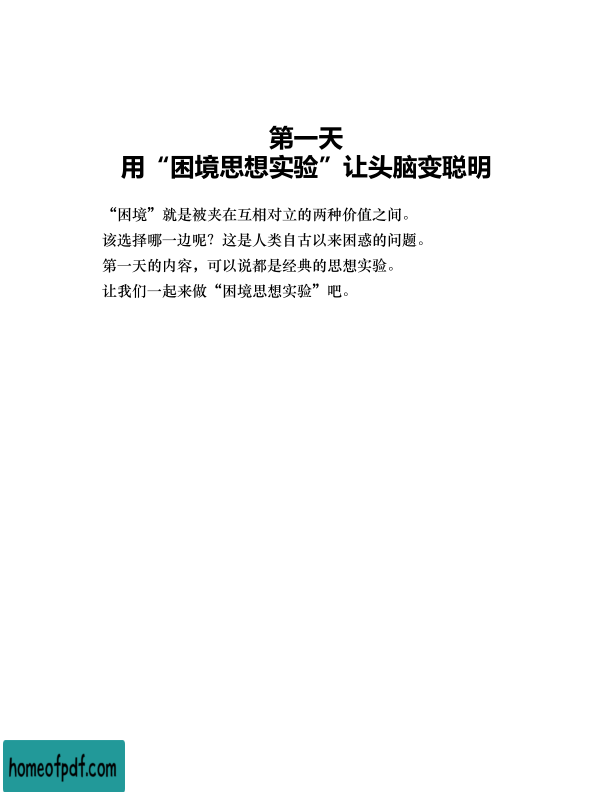 第一天
用“困境思想实验”让头脑变聪明
“困境”就是被夹在互相对立的两种价值之间。
该选择哪一边呢？这是人类自古以来困惑的问题。
第一天的内容，可以说都是经典的思想实验。
让我们一起来做“困境思想实验”吧。
homeofpdf.com